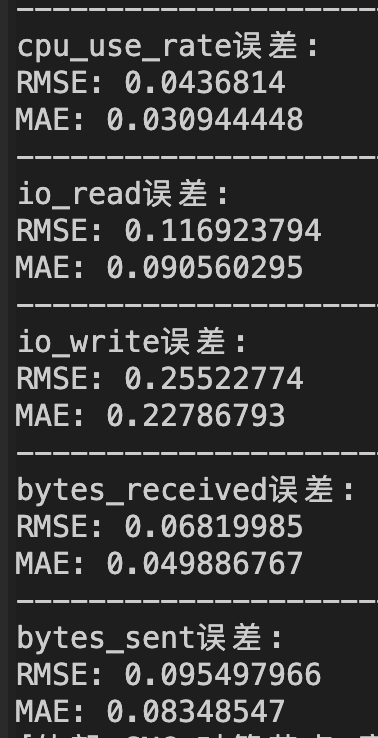 --------------------------
cpu_use_rate误差：
RMSE: 0.0436814
MAE: 0.030944448
--------------------------
io_read误差：
RMSE: 0.116923794
MAE: 0.090560295
--------------------------
io_write误差：
RMSE: 0.25522774
MAE: 0.22786793
--------------------------
bytes_received误差：
RMSE: 0.06819985
MAE: 0.049886767
--------------------------
bytes_sent误差：
RMSE: 0.095497966
MAE: 0.08348547